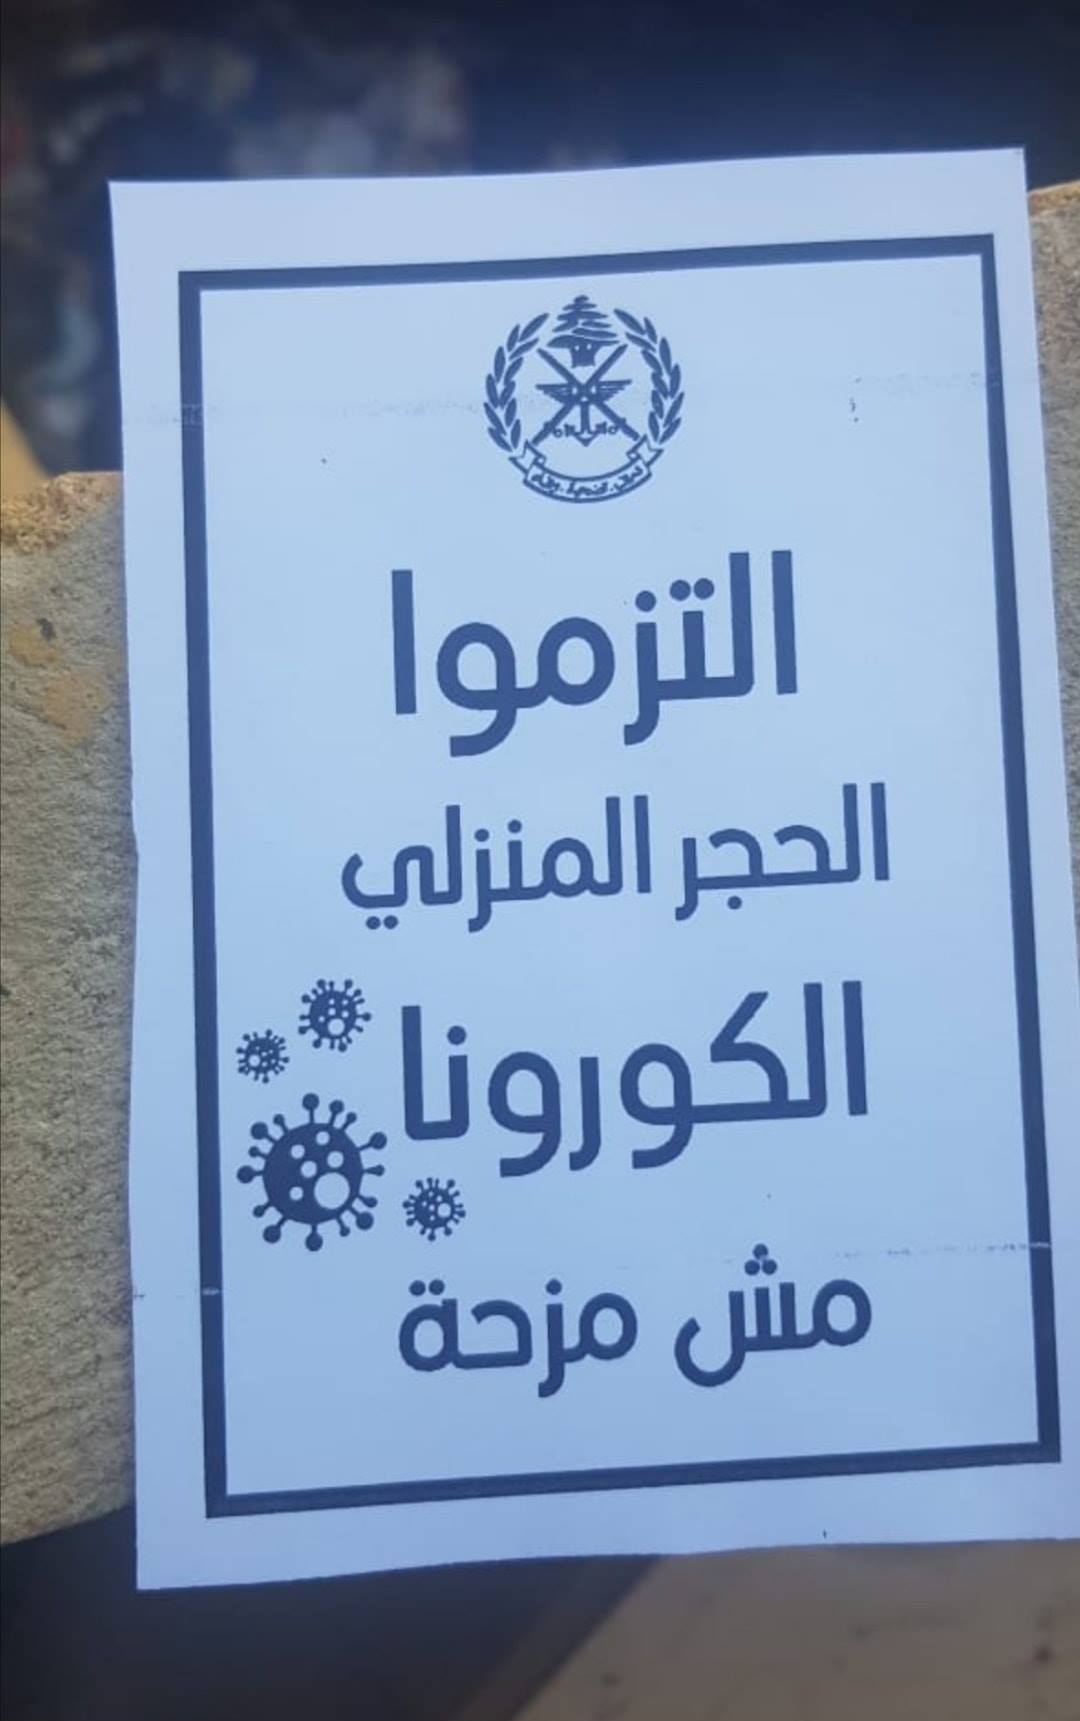 التزموا
الحجر المنزلي
الكورونا
مش مزحة